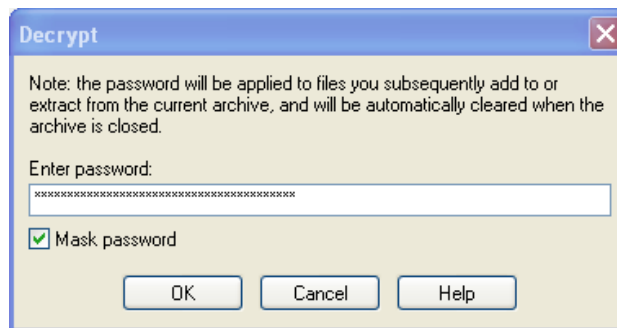 Decrypt
Note: the password will be applied to files you subsequently add to or
extract from the current archive, and will be automatically cleared when the
archive is closed.
Enter password:
****************************************
Mask password
OK Cancel Help